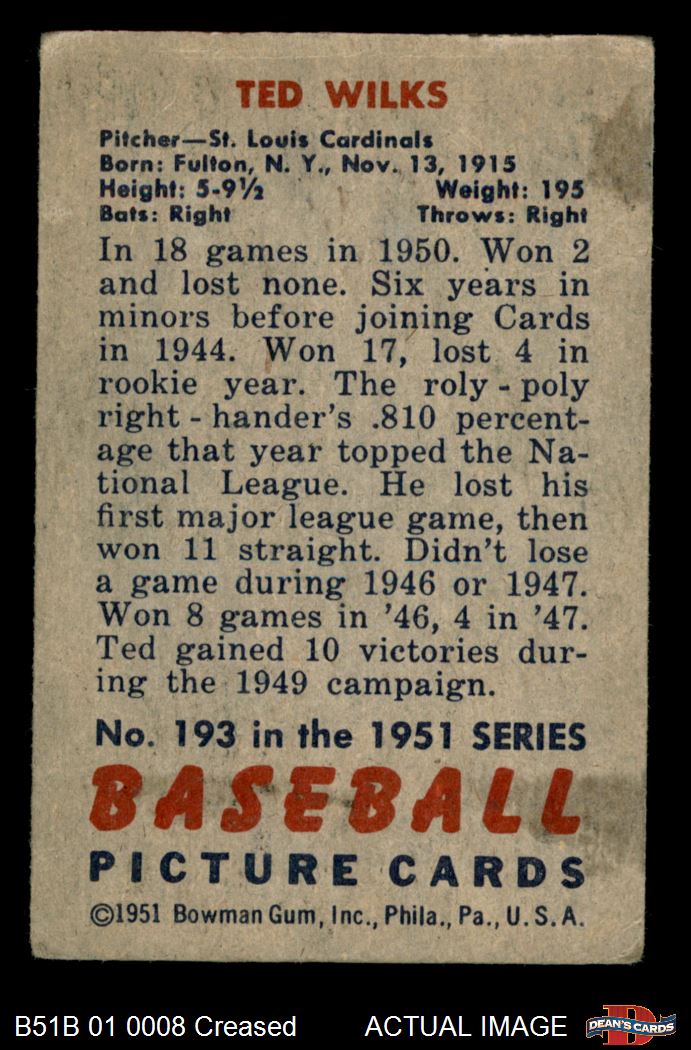 TED WILKS
Pitcher—St. Louis Cardinals
Born: Fulton, N. Y., Nov. 13, 1915
Height: 5-9½ Weight: 195
Bats: Right Throws: Right
In 18 games in 1950. Won 2
and lost none. Six years in
minors before joining Cards
in 1944. Won 17, lost 4 in
rookie year. The roly-poly
right-hander's .810 percent-
age that year topped the Na-
tional League. He lost his
first major league game, then
won 11 straight. Didn't lose
a game during 1946 or 1947.
Won 8 games in '46, 4 in '47.
Ted gained 10 victories dur-
ing the 1949 campaign.
No. 193 in the 1951 SERIES
BASEBALL
PICTURE CARDS
©1951 Bowman Gum, Inc., Phila., Pa., U.S.A.
B51B 01 0008 Creased ACTUAL IMAGE DEAN'S CARDS